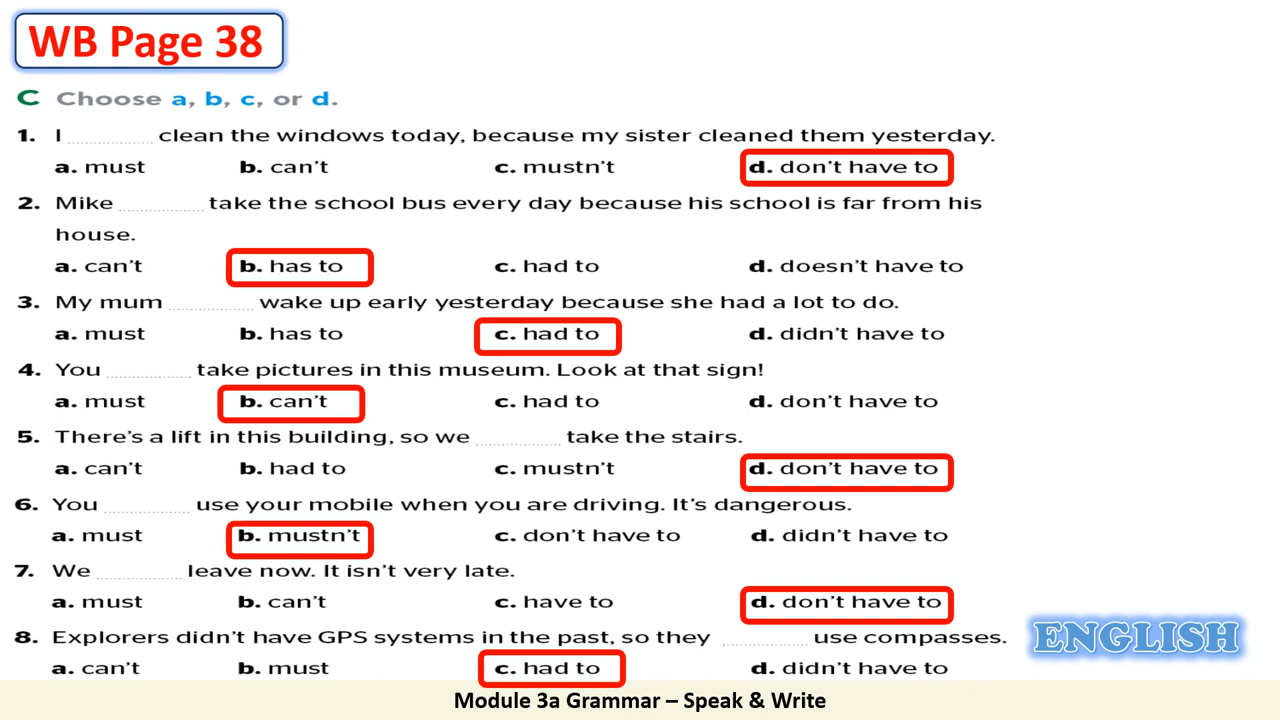 WB Page 38
C Choose a, b, c, or d.
1. I ............ clean the windows today, because my sister cleaned them yesterday.
a. must b. can't c. mustn't d. don't have to
2. Mike ............ take the school bus every day because his school is far from his
house.
a. can't b. has to c. had to d. doesn't have to
3. My mum ............ wake up early yesterday because she had a lot to do.
a. must b. has to c. had to d. didn't have to
4. You ............ take pictures in this museum. Look at that sign!
a. must b. can't c. had to d. don't have to
5. There's a lift in this building, so we ............ take the stairs.
a. can't b. had to c. mustn't d. don't have to
6. You ............ use your mobile when you are driving. It's dangerous.
a. must b. mustn't c. don't have to d. didn't have to
7. We ............ leave now. It isn't very late.
a. must b. can't c. have to d. don't have to
8. Explorers didn't have GPS systems in the past, so they ............ use compasses.
a. can't b. must c. had to d. didn't have to
ENGLISH
Module 3a Grammar – Speak & Write